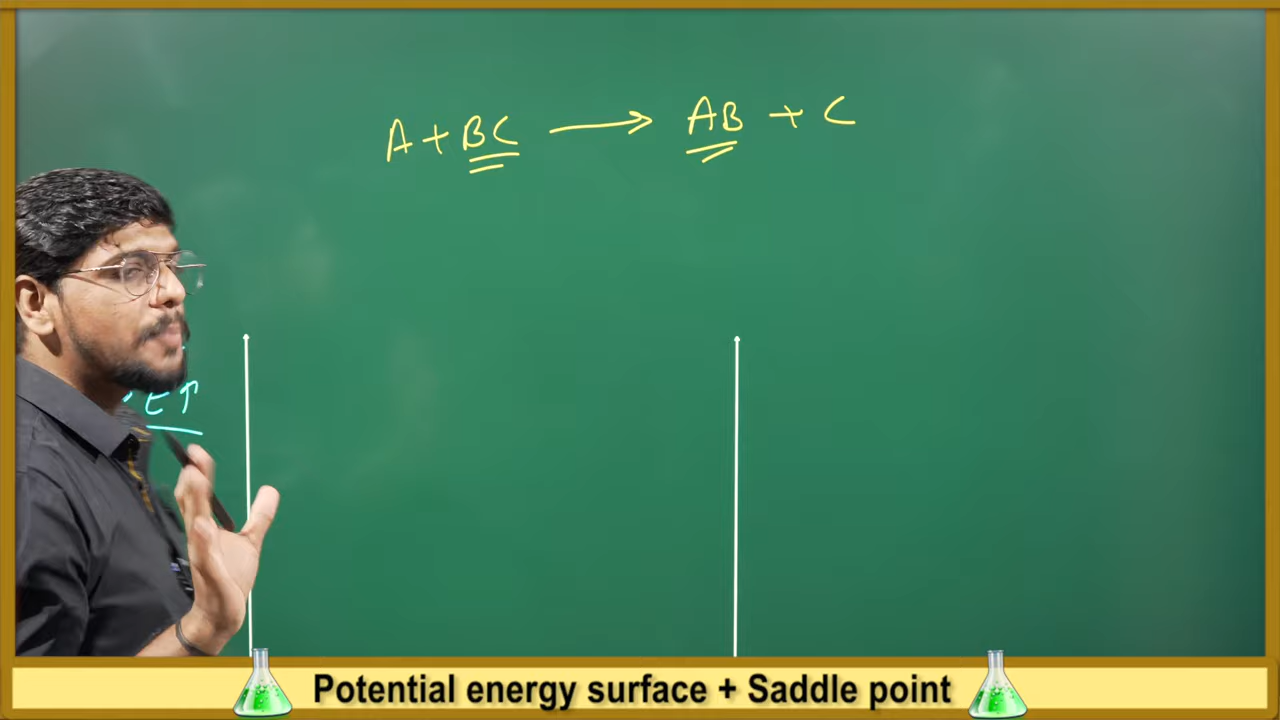 A + BC ⟶ AB + C
E↑
Potential energy surface + Saddle point